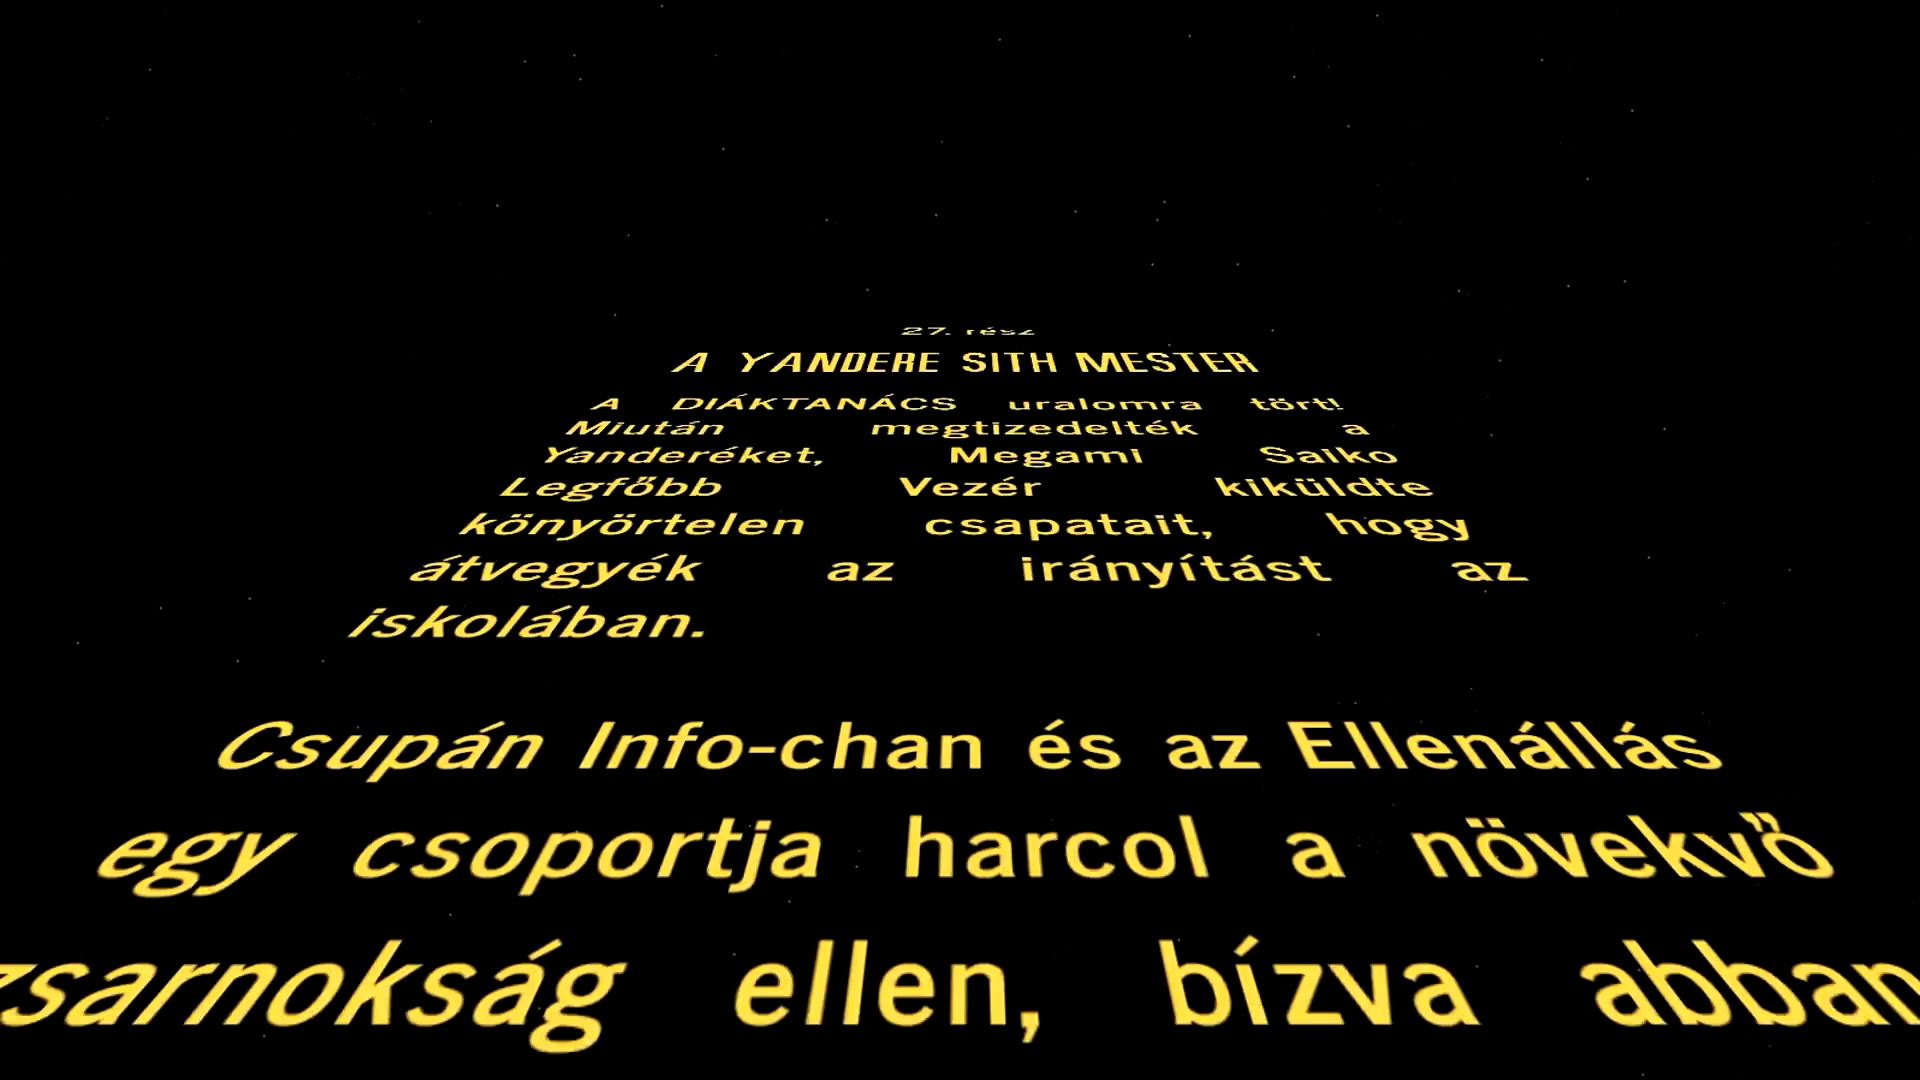 27. rész
A YANDERE SITH MESTER
A DIÁKTANÁCS uralomra tört!
Miután megtizedelték a
Yanderéket, Megami Saiko
Legfőbb Vezér kiküldte
könyörtelen csapatait, hogy
átvegyék az irányítást az
iskolában.
Csupán Info-chan és az Ellenállás
egy csoportja harcol a növekvő
zsarnokság ellen, bízva abban